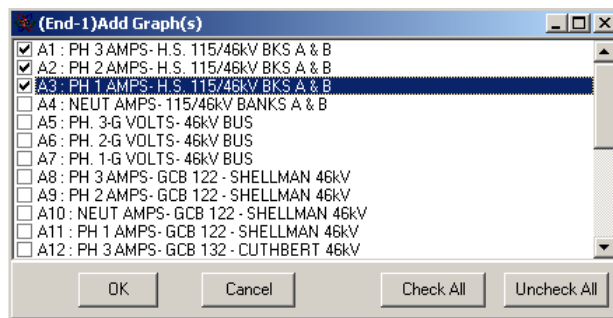 (End-1)Add Graph(s)
A1 : PH 3 AMPS- H.S. 115/46kV BKS A & B
A2 : PH 2 AMPS- H.S. 115/46kV BKS A & B
A3 : PH 1 AMPS- H.S. 115/46kV BKS A & B
A4 : NEUT AMPS- 115/46kV BANKS A & B
A5 : PH. 3-G VOLTS- 46kV BUS
A6 : PH. 2-G VOLTS- 46kV BUS
A7 : PH. 1-G VOLTS- 46kV BUS
A8 : PH 3 AMPS- GCB 122 - SHELLMAN 46kV
A9 : PH 2 AMPS- GCB 122 - SHELLMAN 46kV
A10 : NEUT AMPS- GCB 122 - SHELLMAN 46kV
A11 : PH 1 AMPS- GCB 122 - SHELLMAN 46kV
A12 : PH 3 AMPS- GCB 132 - CUTHBERT 46kV
OK Cancel Check All Uncheck All